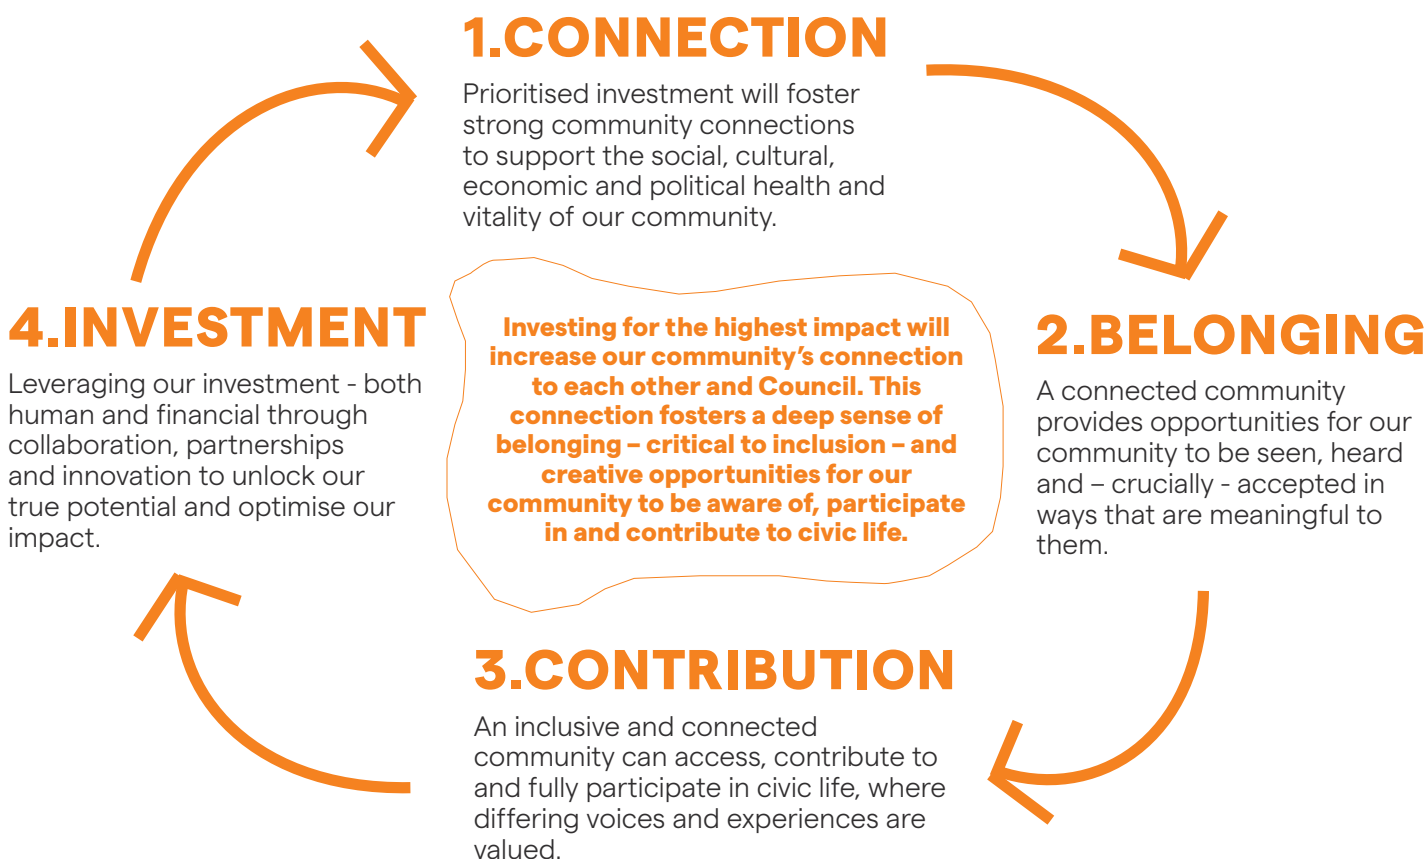 1.CONNECTION
Prioritised investment will foster
strong community connections
to support the social, cultural,
economic and political health and
vitality of our community.
2.BELONGING
A connected community
provides opportunities for our
community to be seen, heard
and – crucially - accepted in
ways that are meaningful to
them.
3.CONTRIBUTION
An inclusive and connected
community can access, contribute to
and fully participate in civic life, where
differing voices and experiences are
valued.
4.INVESTMENT
Leveraging our investment - both
human and financial through
collaboration, partnerships
and innovation to unlock our
true potential and optimise our
impact.
Investing for the highest impact will
increase our community’s connection
to each other and Council. This
connection fosters a deep sense of
belonging – critical to inclusion – and
creative opportunities for our
community to be aware of, participate
in and contribute to civic life.